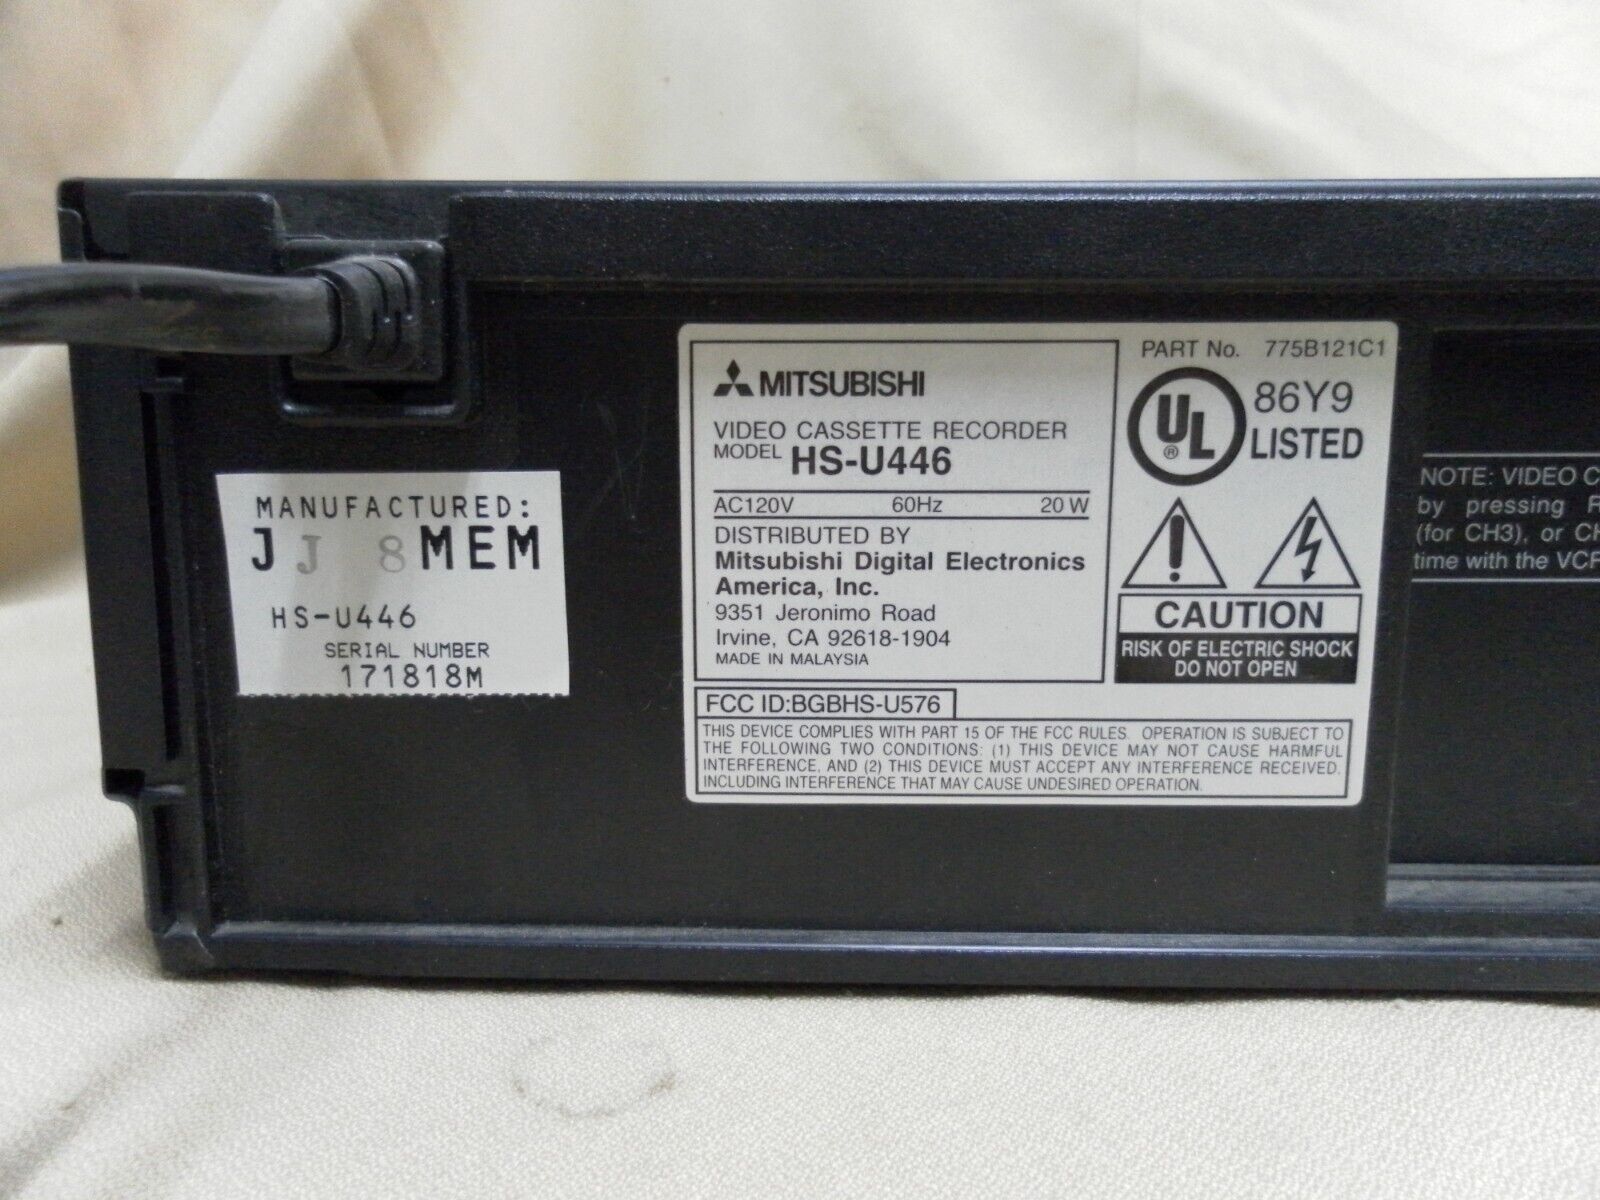 MANUFACTURED:
J J 8 MEM
HS-U446
SERIAL NUMBER
171818M
MITSUBISHI
VIDEO CASSETTE RECORDER
MODEL HS-U446
AC120V 60Hz 20 W
DISTRIBUTED BY
Mitsubishi Digital Electronics
America, Inc.
9351 Jeronimo Road
Irvine, CA 92618-1904
MADE IN MALAYSIA
PART No. 775B121C1
UL ® 86Y9
LISTED
CAUTION
RISK OF ELECTRIC SHOCK
DO NOT OPEN
FCC ID:BGBHS-U576
THIS DEVICE COMPLIES WITH PART 15 OF THE FCC RULES. OPERATION IS SUBJECT TO
THE FOLLOWING TWO CONDITIONS: (1) THIS DEVICE MAY NOT CAUSE HARMFUL
INTERFERENCE, AND (2) THIS DEVICE MUST ACCEPT ANY INTERFERENCE RECEIVED.
INCLUDING INTERFERENCE THAT MAY CAUSE UNDESIRED OPERATION.
NOTE: VIDEO C
by pressing R
(for CH3), or CH
time with the VCR